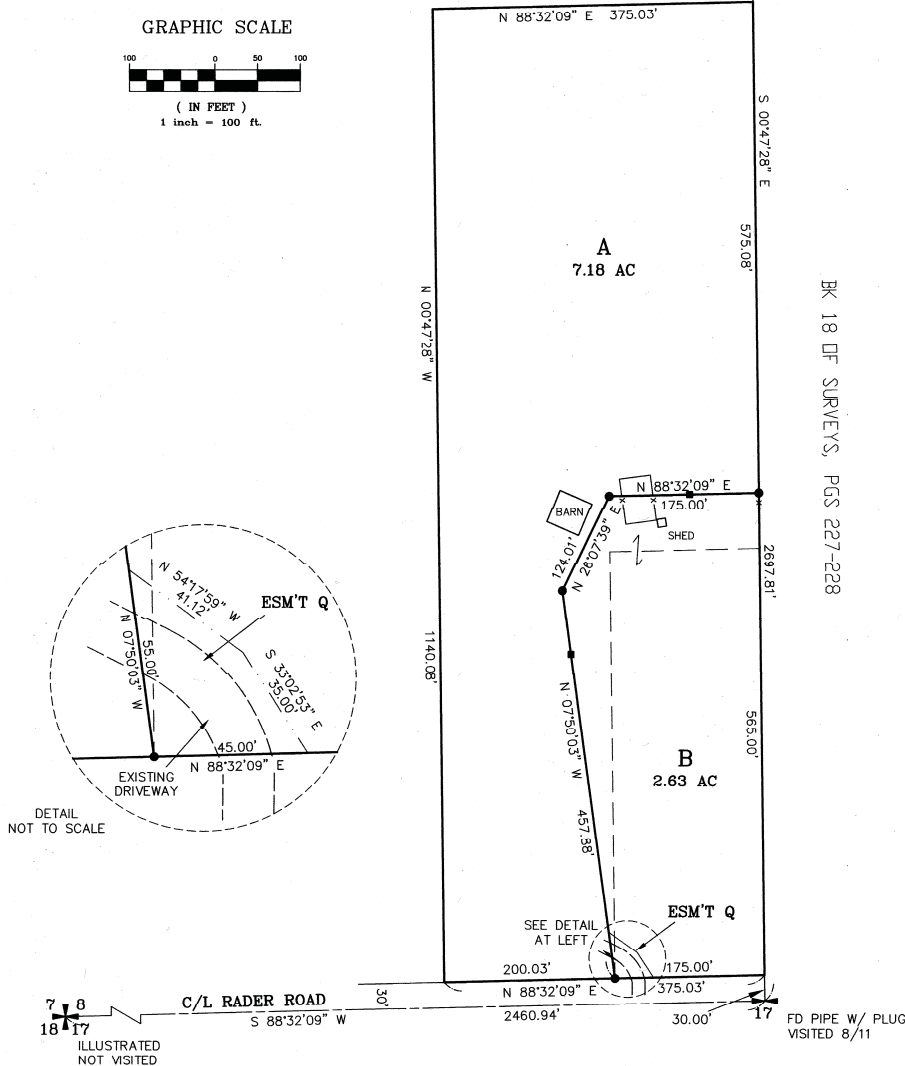 GRAPHIC SCALE
100 0 50 100
( IN FEET )
1 inch = 100 ft.
N 88°32'09" E 375.03'
S 00°47'28" E
575.08'
A
7.18 AC
N 00°47'28" W
1140.08'
BK 18 OF SURVEYS, PGS 227-228
N 88°32'09" E
175.00'
BARN
SHED
124.01'
N 26°07'39" E
2697.81'
N 07°50'03" W
457.38'
565.00'
B
2.63 AC
N 54°17'59" W
41.12'
ESM'T Q
N 07°50'03" W
55.00'
S 33°02'53" E
35.00'
45.00'
N 88°32'09" E
EXISTING
DRIVEWAY
DETAIL
NOT TO SCALE
SEE DETAIL
AT LEFT
ESM'T Q
200.03'
175.00'
N 88°32'09" E
375.03'
30'
C/L RADER ROAD
S 88°32'09" W
2460.94'
30.00'
7 8
18 17
17
ILLUSTRATED
NOT VISITED
FD PIPE W/ PLUG
VISITED 8/11